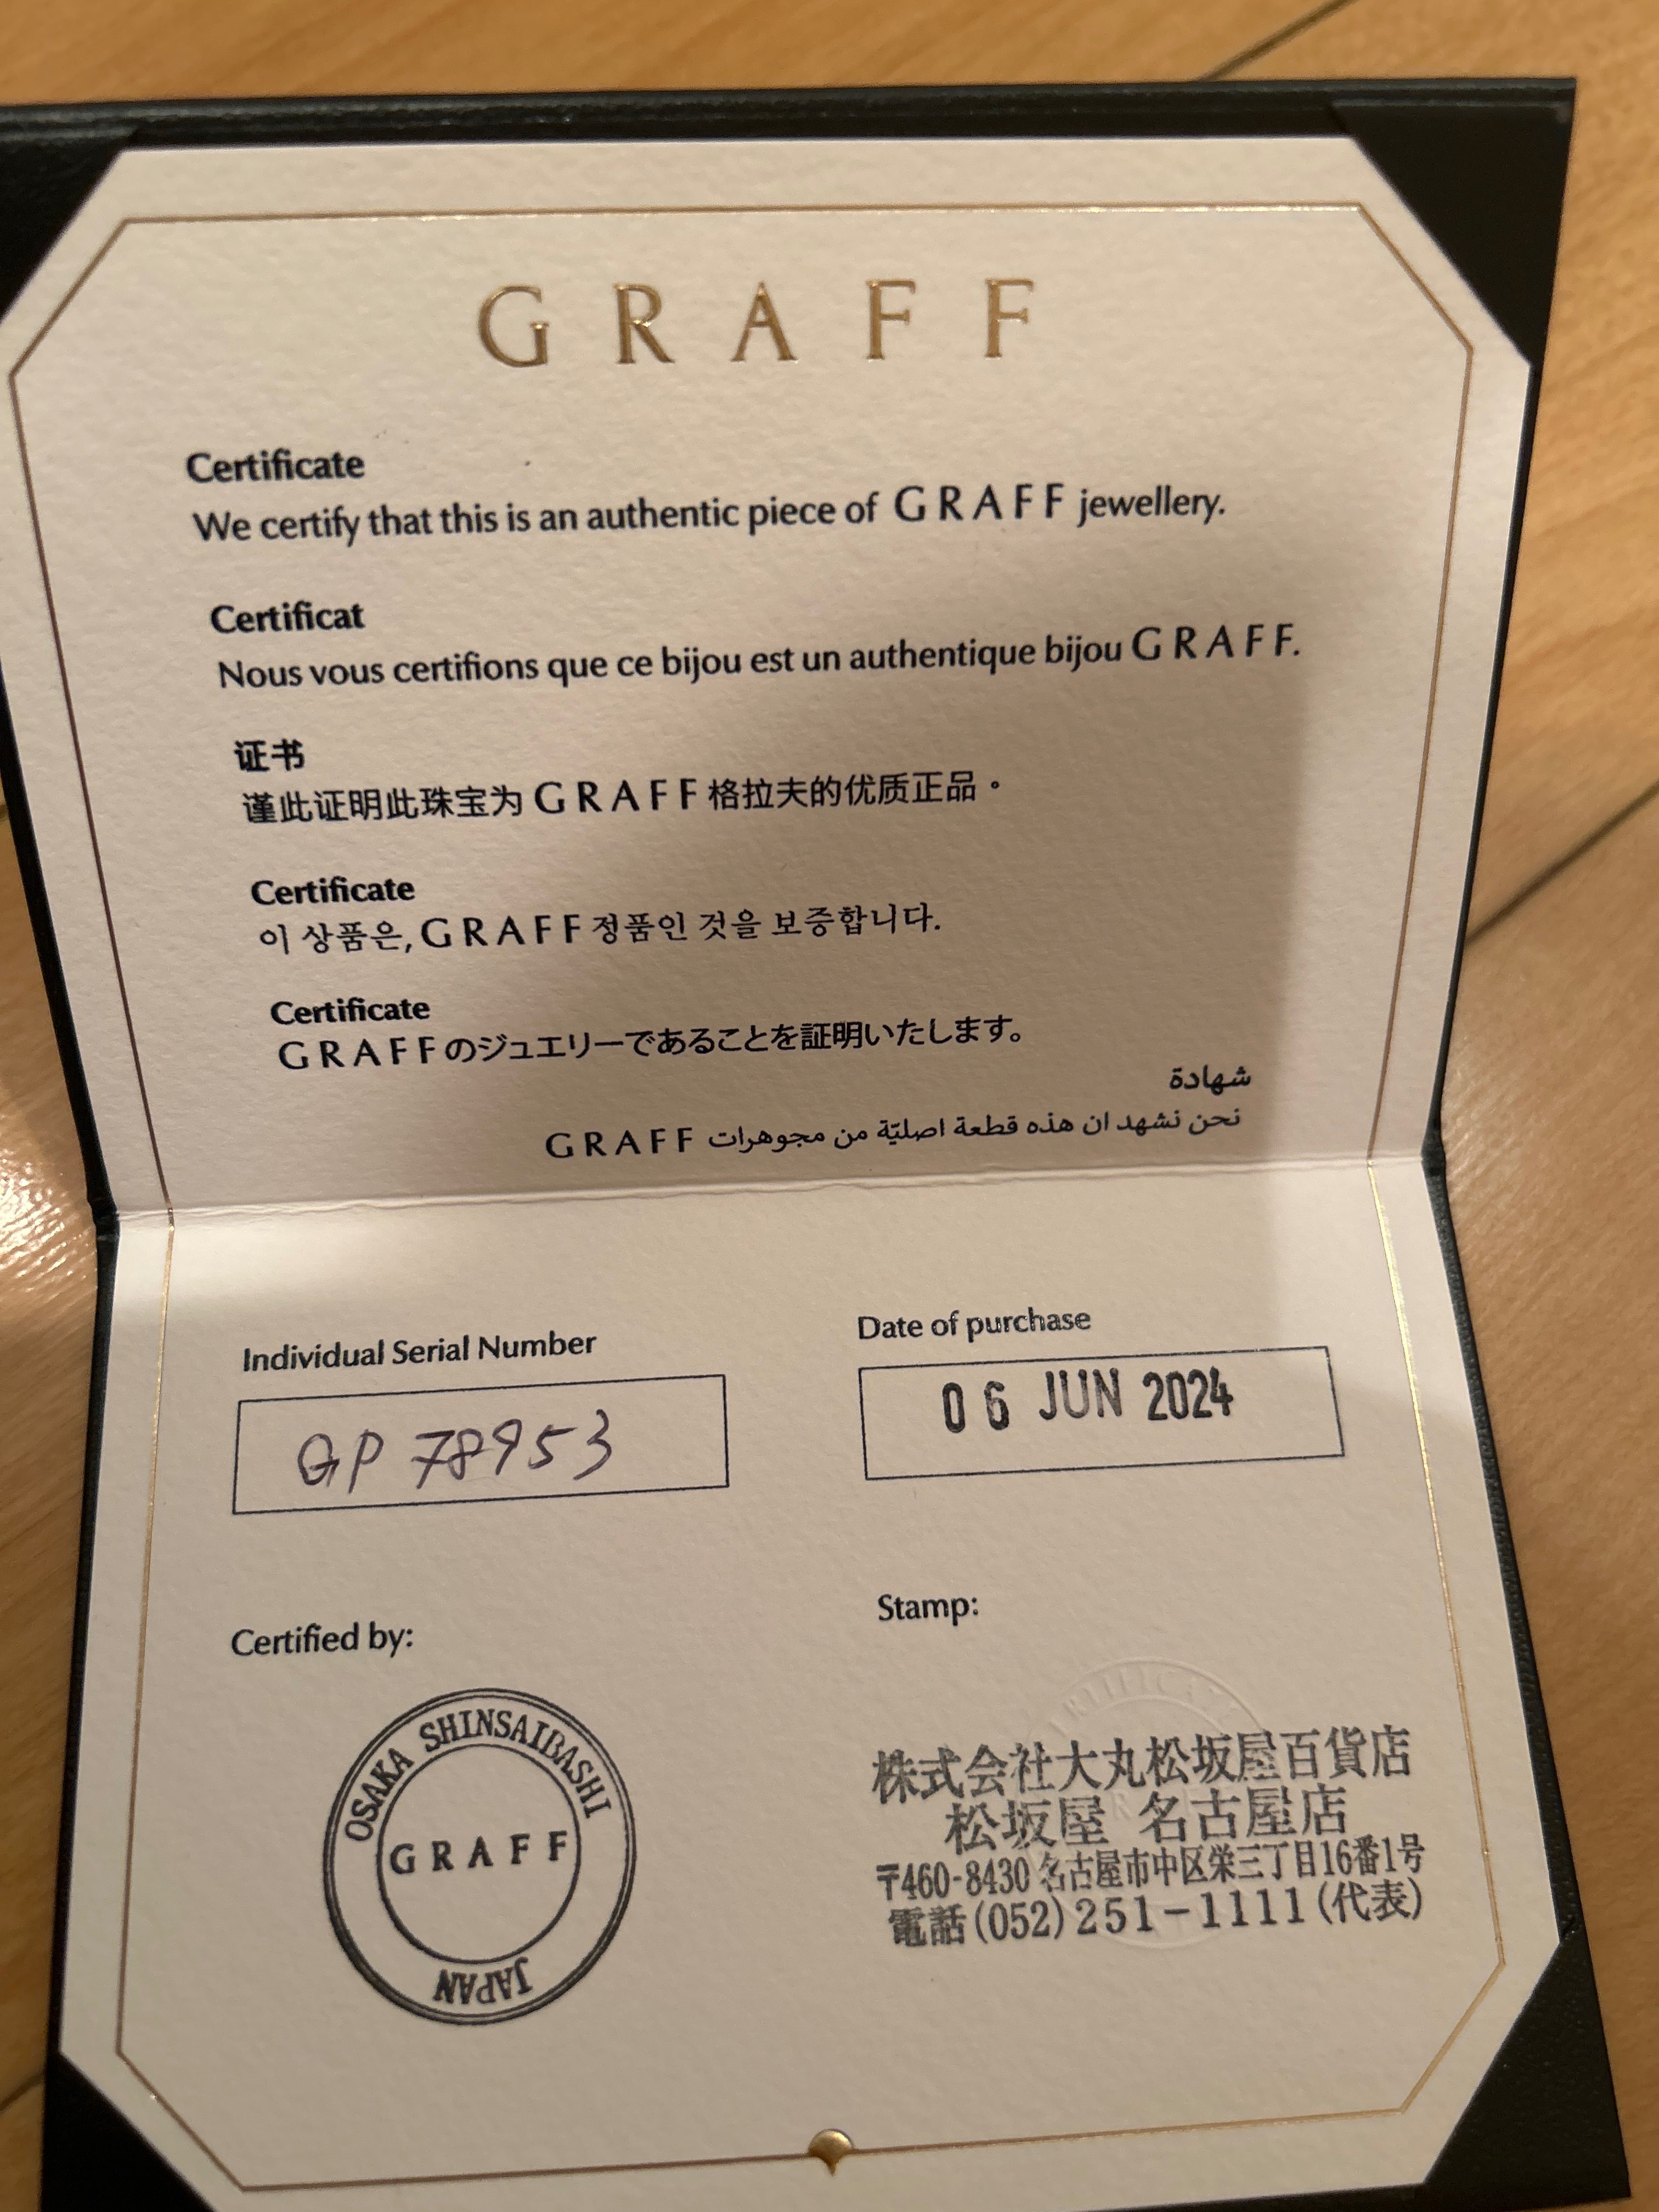 GRAFF
Certificate
We certify that this is an authentic piece of GRAFF jewellery.
Certificat
Nous vous certifions que ce bijou est un authentique bijou GRAFF.
证书
谨此证明此珠宝为 GRAFF 格拉夫的优质正品。
Certificate
이 상품은, GRAFF 정품인 것을 보증합니다.
Certificate
GRAFFのジュエリーであることを証明いたします。
شهادة
نحن نشهد ان هذه قطعة اصليّة من مجوهرات GRAFF
Individual Serial Number
Date of purchase
GP 78953
06 JUN 2024
Certified by:
Stamp:
OSAKA SHINSAIBASHI
GRAFF
JAPAN
株式会社大丸松坂屋百貨店
松坂屋 名古屋店
〒460-8430 名古屋市中区栄三丁目16番1号
電話(052)251-1111(代表)